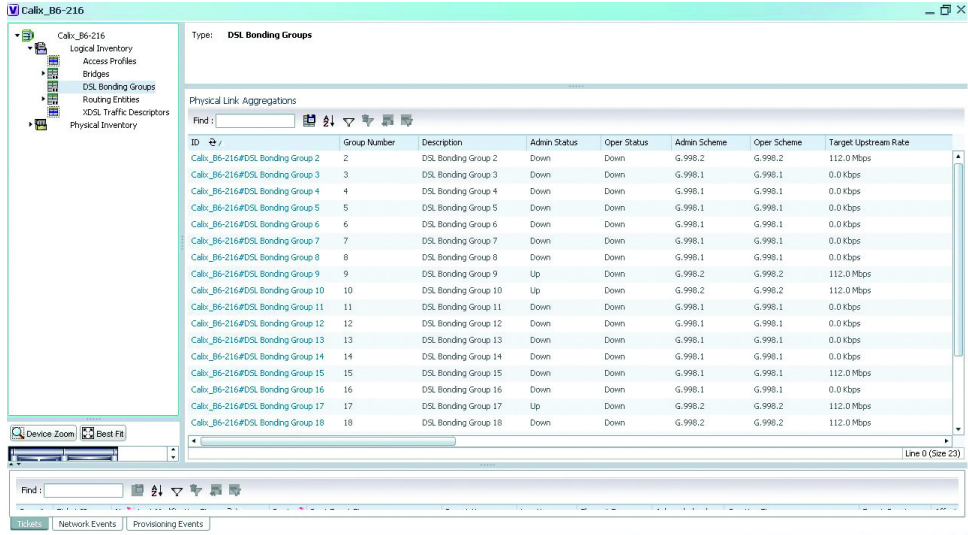 Calix_B6-216
Calix_B6-216
Logical Inventory
Access Profiles
Bridges
DSL Bonding Groups
Routing Entities
XDSL Traffic Descriptors
Physical Inventory
Device Zoom Best Fit
Type: DSL Bonding Groups
Physical Link Aggregations
Find :
ID Group Number Description Admin Status Oper Status Admin Scheme Oper Scheme Target Upstream Rate
Calix_B6-216#DSL Bonding Group 2 2 DSL Bonding Group 2 Down Down G.998.2 G.998.2 112.0 Mbps
Calix_B6-216#DSL Bonding Group 3 3 DSL Bonding Group 3 Down Down G.998.1 G.998.1 0.0 Kbps
Calix_B6-216#DSL Bonding Group 4 4 DSL Bonding Group 4 Down Down G.998.1 G.998.1 0.0 Kbps
Calix_B6-216#DSL Bonding Group 5 5 DSL Bonding Group 5 Down Down G.998.1 G.998.1 0.0 Kbps
Calix_B6-216#DSL Bonding Group 6 6 DSL Bonding Group 6 Down Down G.998.1 G.998.1 0.0 Kbps
Calix_B6-216#DSL Bonding Group 7 7 DSL Bonding Group 7 Down Down G.998.1 G.998.1 0.0 Kbps
Calix_B6-216#DSL Bonding Group 8 8 DSL Bonding Group 8 Down Down G.998.1 G.998.1 0.0 Kbps
Calix_B6-216#DSL Bonding Group 9 9 DSL Bonding Group 9 Up Down G.998.2 G.998.2 112.0 Mbps
Calix_B6-216#DSL Bonding Group 10 10 DSL Bonding Group 10 Up Down G.998.2 G.998.2 112.0 Mbps
Calix_B6-216#DSL Bonding Group 11 11 DSL Bonding Group 11 Down Down G.998.1 G.998.1 0.0 Kbps
Calix_B6-216#DSL Bonding Group 12 12 DSL Bonding Group 12 Down Down G.998.1 G.998.1 0.0 Kbps
Calix_B6-216#DSL Bonding Group 13 13 DSL Bonding Group 13 Down Down G.998.1 G.998.1 0.0 Kbps
Calix_B6-216#DSL Bonding Group 14 14 DSL Bonding Group 14 Down Down G.998.1 G.998.1 0.0 Kbps
Calix_B6-216#DSL Bonding Group 15 15 DSL Bonding Group 15 Down Down G.998.1 G.998.1 112.0 Mbps
Calix_B6-216#DSL Bonding Group 16 16 DSL Bonding Group 16 Down Down G.998.1 G.998.1 0.0 Kbps
Calix_B6-216#DSL Bonding Group 17 17 DSL Bonding Group 17 Up Down G.998.2 G.998.2 112.0 Mbps
Calix_B6-216#DSL Bonding Group 18 18 DSL Bonding Group 18 Down Down G.998.2 G.998.2 112.0 Mbps
Line 0 (Size 23)
Find :
Tickets Network Events Provisioning Events